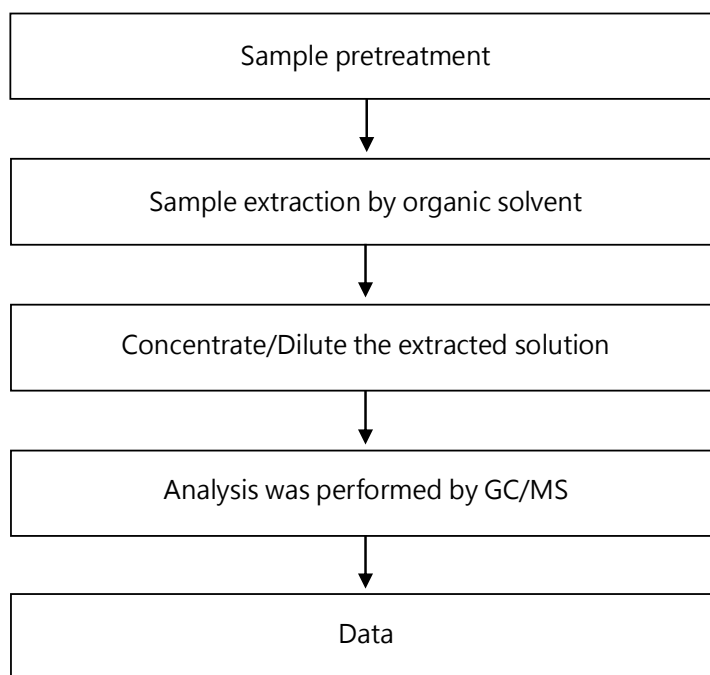 Sample pretreatment
Sample extraction by organic solvent
Concentrate/Dilute the extracted solution
Analysis was performed by GC/MS
Data